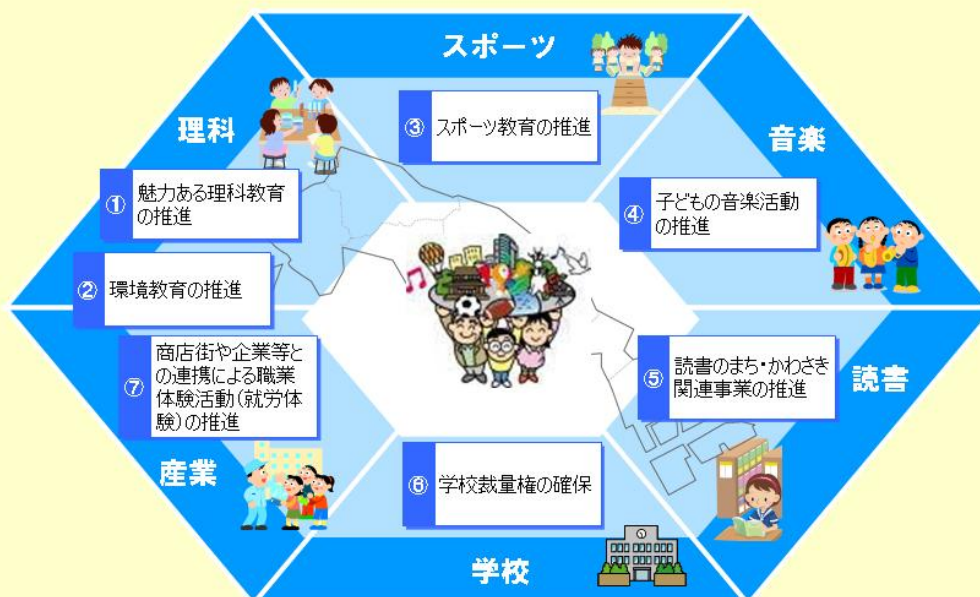 スポーツ
③ スポーツ教育の推進
理科
① 魅力ある理科教育
の推進
② 環境教育の推進
音楽
④ 子どもの音楽活動
の推進
⑤ 読書のまち・かわさき
関連事業の推進
読書
⑦ 商店街や企業等と
の連携による職業
体験活動(就労体
験)の推進
産業
⑥ 学校裁量権の確保
学校